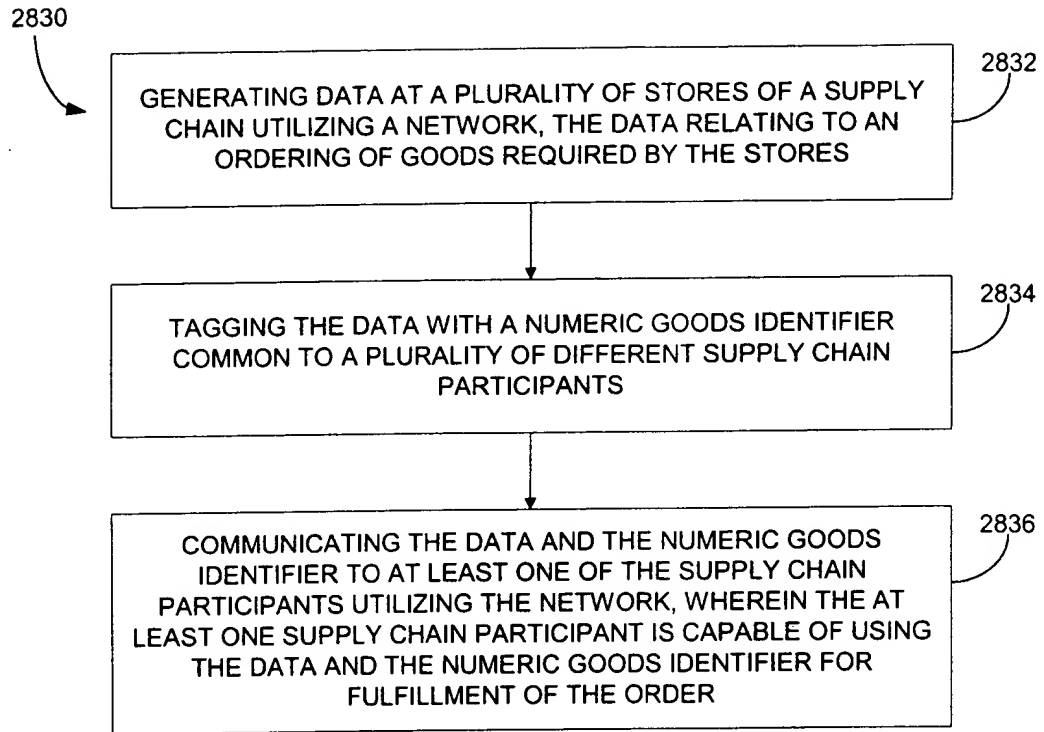 2830
2832
GENERATING DATA AT A PLURALITY OF STORES OF A SUPPLY
CHAIN UTILIZING A NETWORK, THE DATA RELATING TO AN
ORDERING OF GOODS REQUIRED BY THE STORES
2834
TAGGING THE DATA WITH A NUMERIC GOODS IDENTIFIER
COMMON TO A PLURALITY OF DIFFERENT SUPPLY CHAIN
PARTICIPANTS
2836
COMMUNICATING THE DATA AND THE NUMERIC GOODS
IDENTIFIER TO AT LEAST ONE OF THE SUPPLY CHAIN
PARTICIPANTS UTILIZING THE NETWORK, WHEREIN THE AT
LEAST ONE SUPPLY CHAIN PARTICIPANT IS CAPABLE OF USING
THE DATA AND THE NUMERIC GOODS IDENTIFIER FOR
FULFILLMENT OF THE ORDER